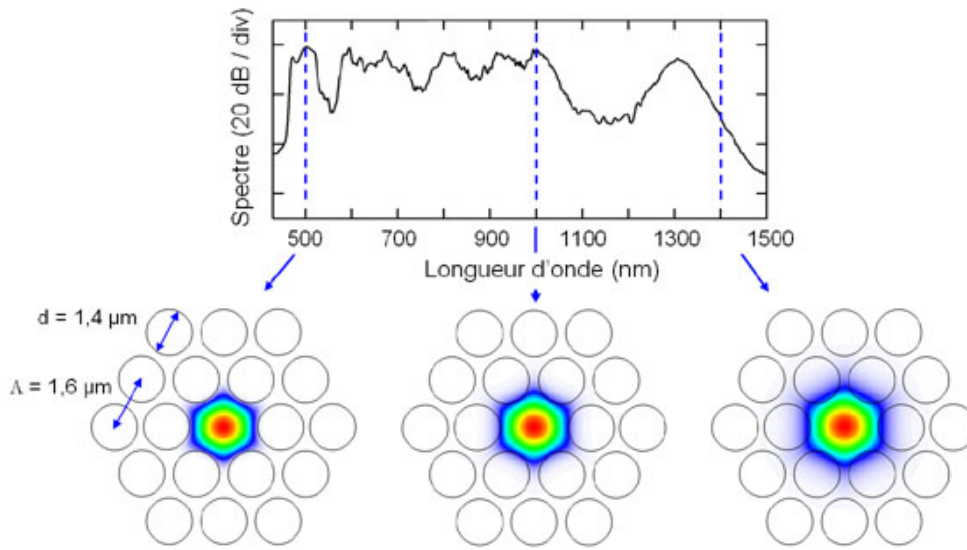 Spectre (20 dB / div)
500 700 900 1100 1300 1500
Longueur d'onde (nm)
d = 1,4 µm
Λ = 1,6 µm